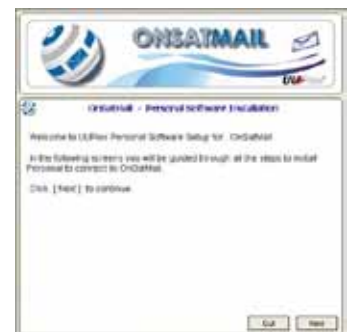 ONSATMAIL
OnSatMail - Personal Software Installation
Welcome to UUPlus Personal Software Setup for OnSatMail
In the following screens you will be guided through all the steps to install
Personal to connect to OnSatMail
Click [Next] to continue
Quit Next